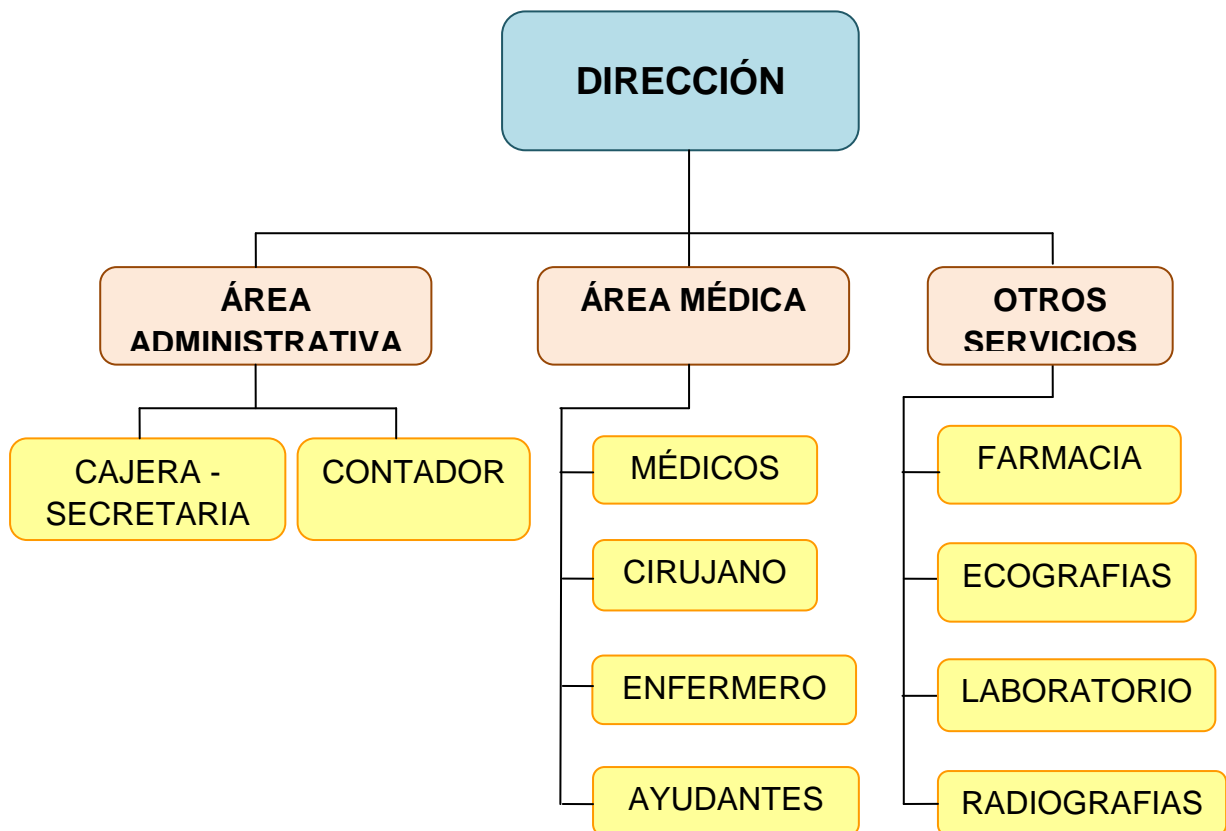 DIRECCIÓN
ÁREA
ADMINISTRATIVA
ÁREA MÉDICA
OTROS
SERVICIOS
CAJERA -
SECRETARIA
CONTADOR
MÉDICOS
CIRUJANO
ENFERMERO
AYUDANTES
FARMACIA
ECOGRAFIAS
LABORATORIO
RADIOGRAFIAS